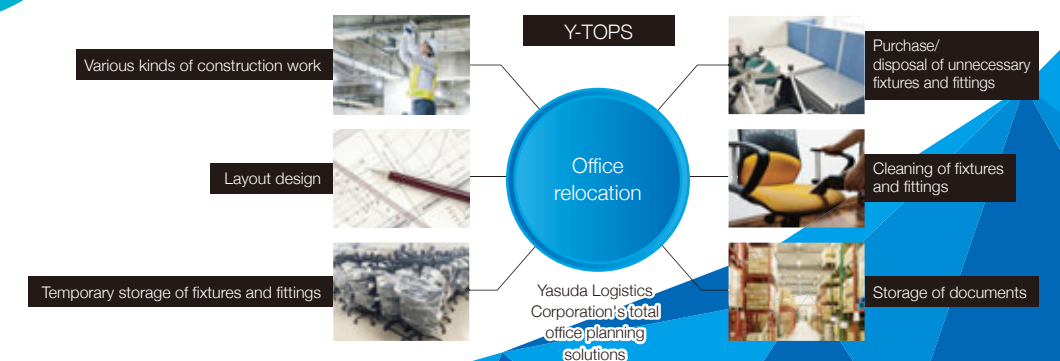 Y-TOPS
Various kinds of construction work
Layout design
Temporary storage of fixtures and fittings
Office
relocation
Yasuda Logistics
Corporation's total
office planning
solutions
Purchase/
disposal of unnecessary
fixtures and fittings
Cleaning of fixtures
and fittings
Storage of documents